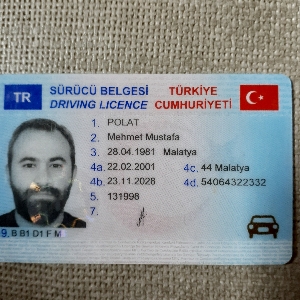 TR
SÜRÜCÜ BELGESİ TÜRKİYE
DRIVING LICENCE CUMHURİYETİ
1. POLAT
2. Mehmet Mustafa
3. 28.04.1981 Malatya
4a. 22.02.2001 4c. 44 Malatya
4b. 23.11.2028 4d. 54064322332
5. 131998
7.
9. B B1 D1 F M